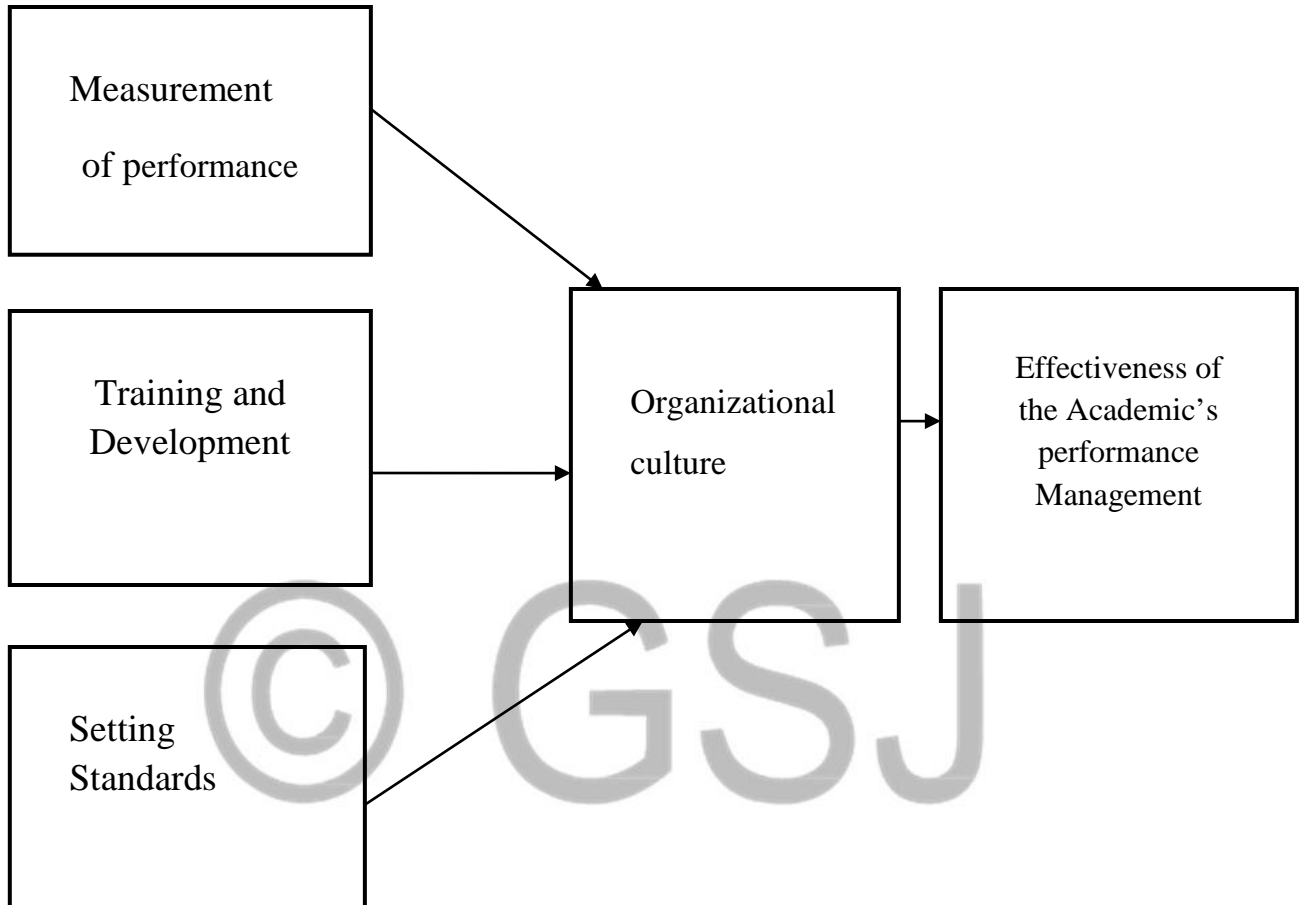 Measurement
of performance
Training and
Development
Organizational
culture
Effectiveness of
the Academic’s
performance
Management
Setting
Standards
© GSJ